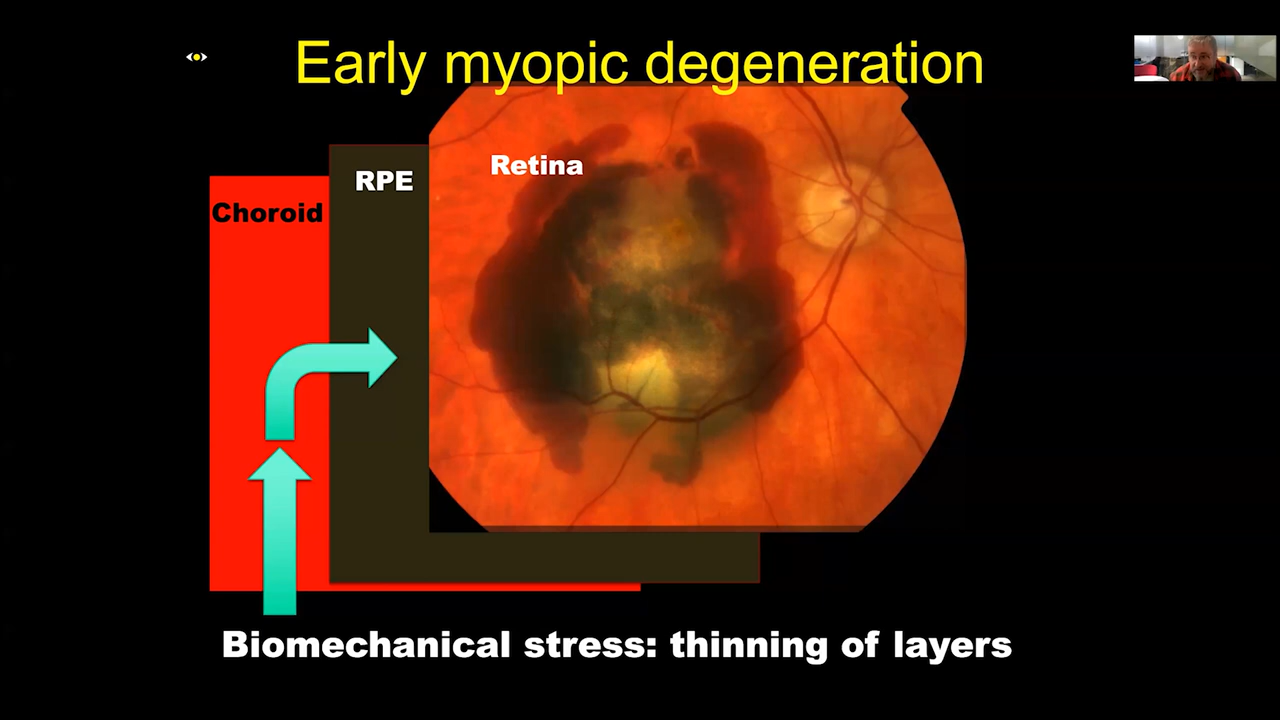 Early myopic degeneration
Retina
RPE
Choroid
Biomechanical stress: thinning of layers